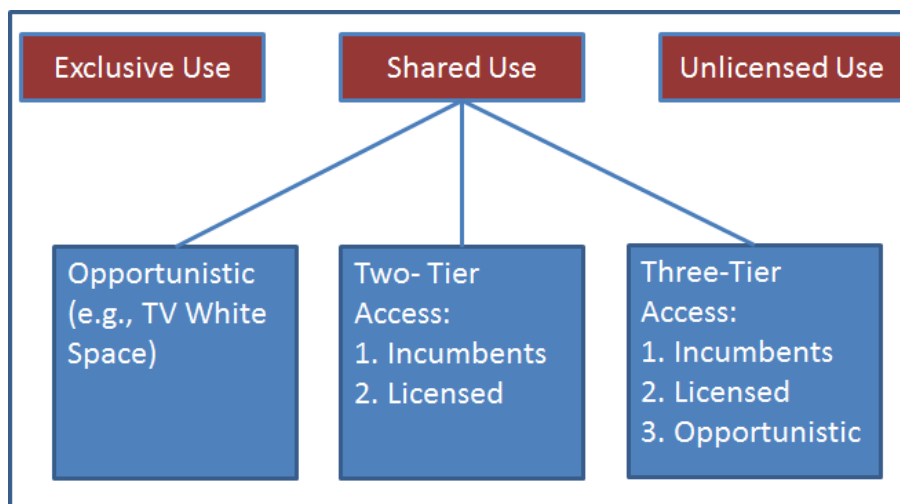 Exclusive Use
Shared Use
Unlicensed Use
Opportunistic
(e.g., TV White
Space)
Two- Tier
Access:
1. Incumbents
2. Licensed
Three-Tier
Access:
1. Incumbents
2. Licensed
3. Opportunistic